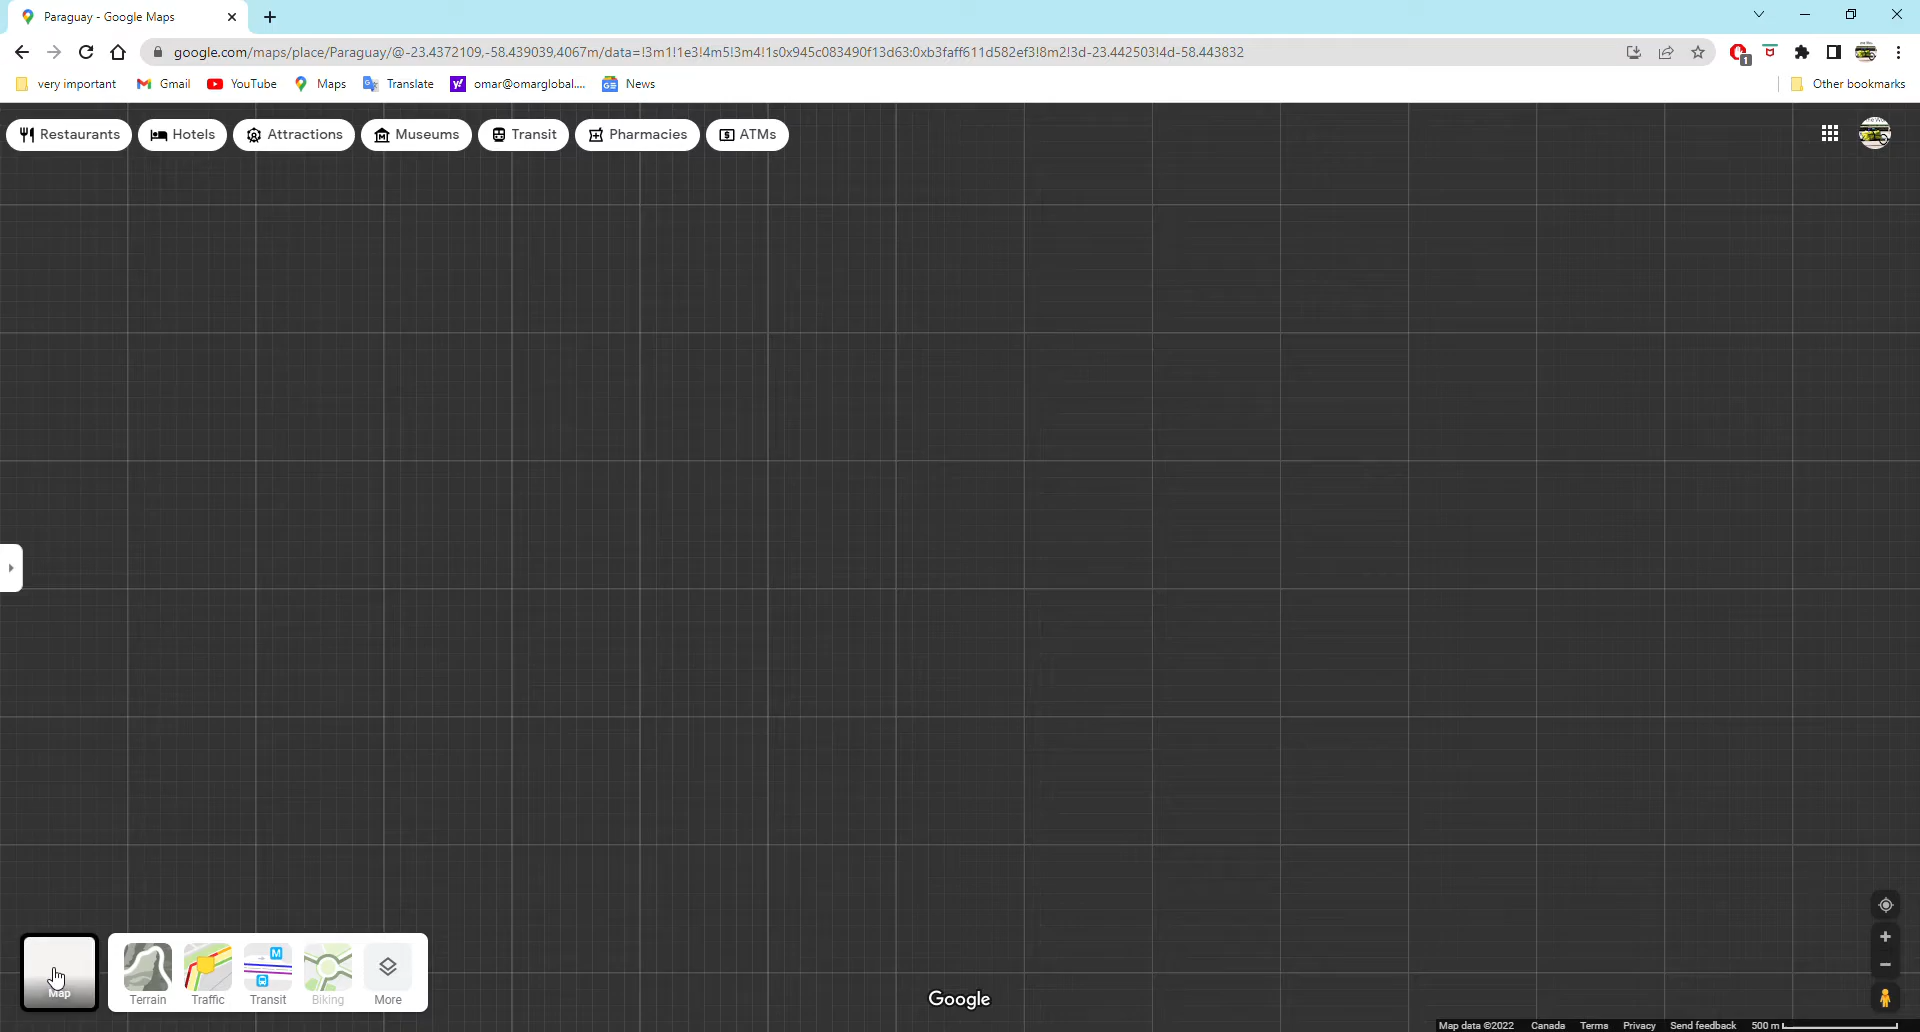 Paraguay - Google Maps
google.com/maps/place/Paraguay/@-23.4372109,-58.439039,4067m/data=!3m1!1e3!4m5!3m4!1s0x945c083490f13d63:0xb3faff611d582ef3!8m2!3d-23.442503!4d-58.443832
1
very important
Gmail
YouTube
Maps
Translate
omar@omarglobal....
News
Other bookmarks
Restaurants
Hotels
Attractions
Museums
Transit
Pharmacies
ATMs
Map
M
Terrain
Traffic
Transit
Biking
More
Google
Map data ©2022 Canada Terms Privacy Send feedback 500 m